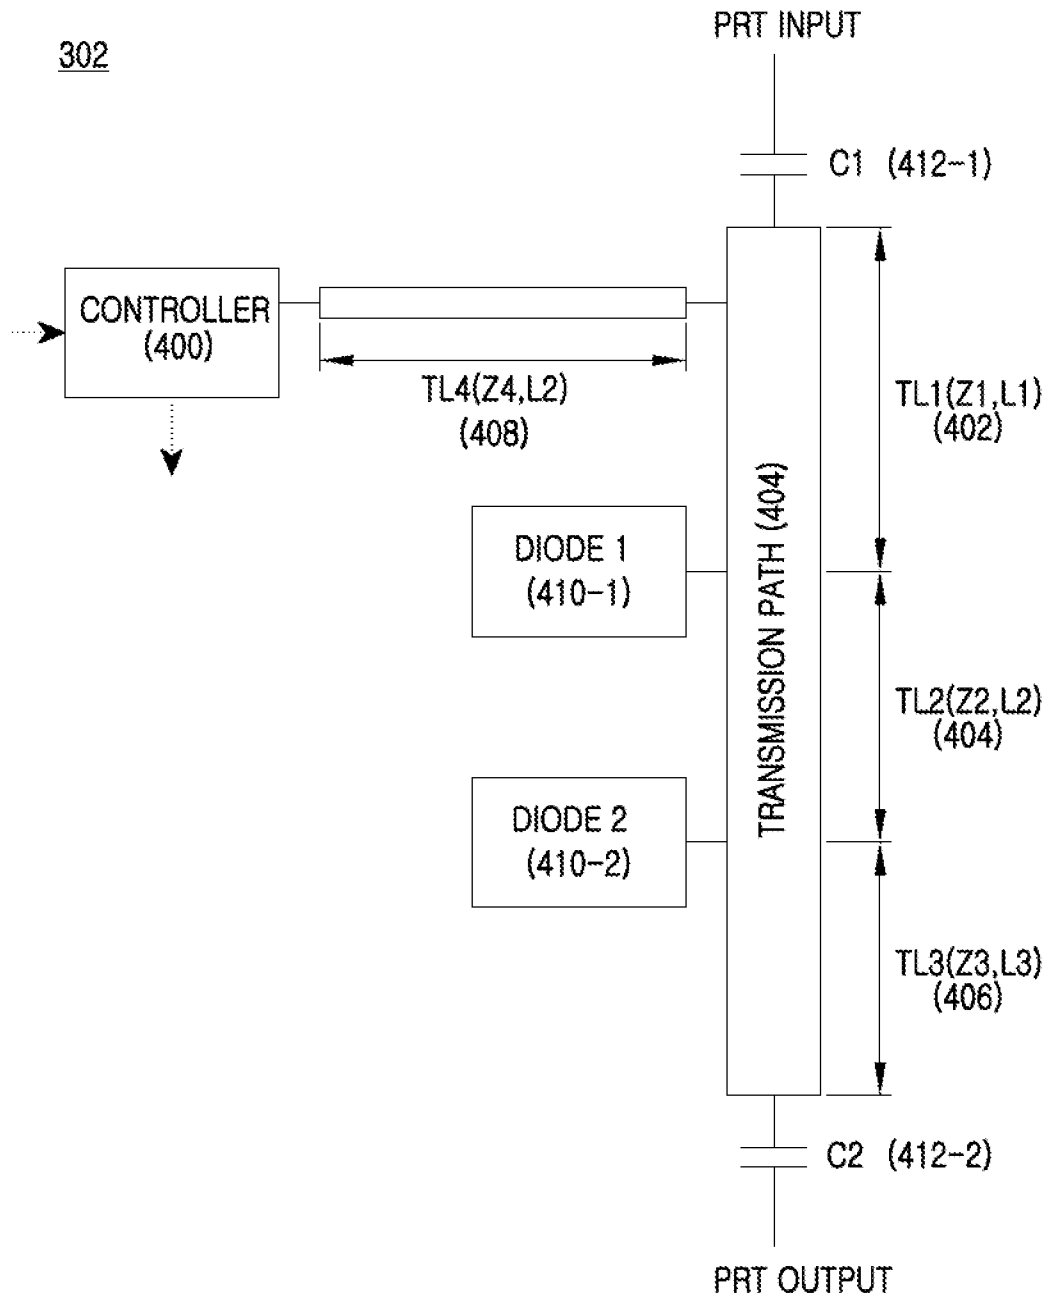 PRT INPUT
302
C1 (412-1)
CONTROLLER
(400)
TL4(Z4,L2)
(408)
TL1(Z1,L1)
(402)
DIODE 1
(410-1)
TRANSMISSION PATH (404)
TL2(Z2,L2)
(404)
DIODE 2
(410-2)
TL3(Z3,L3)
(406)
C2 (412-2)
PRT OUTPUT